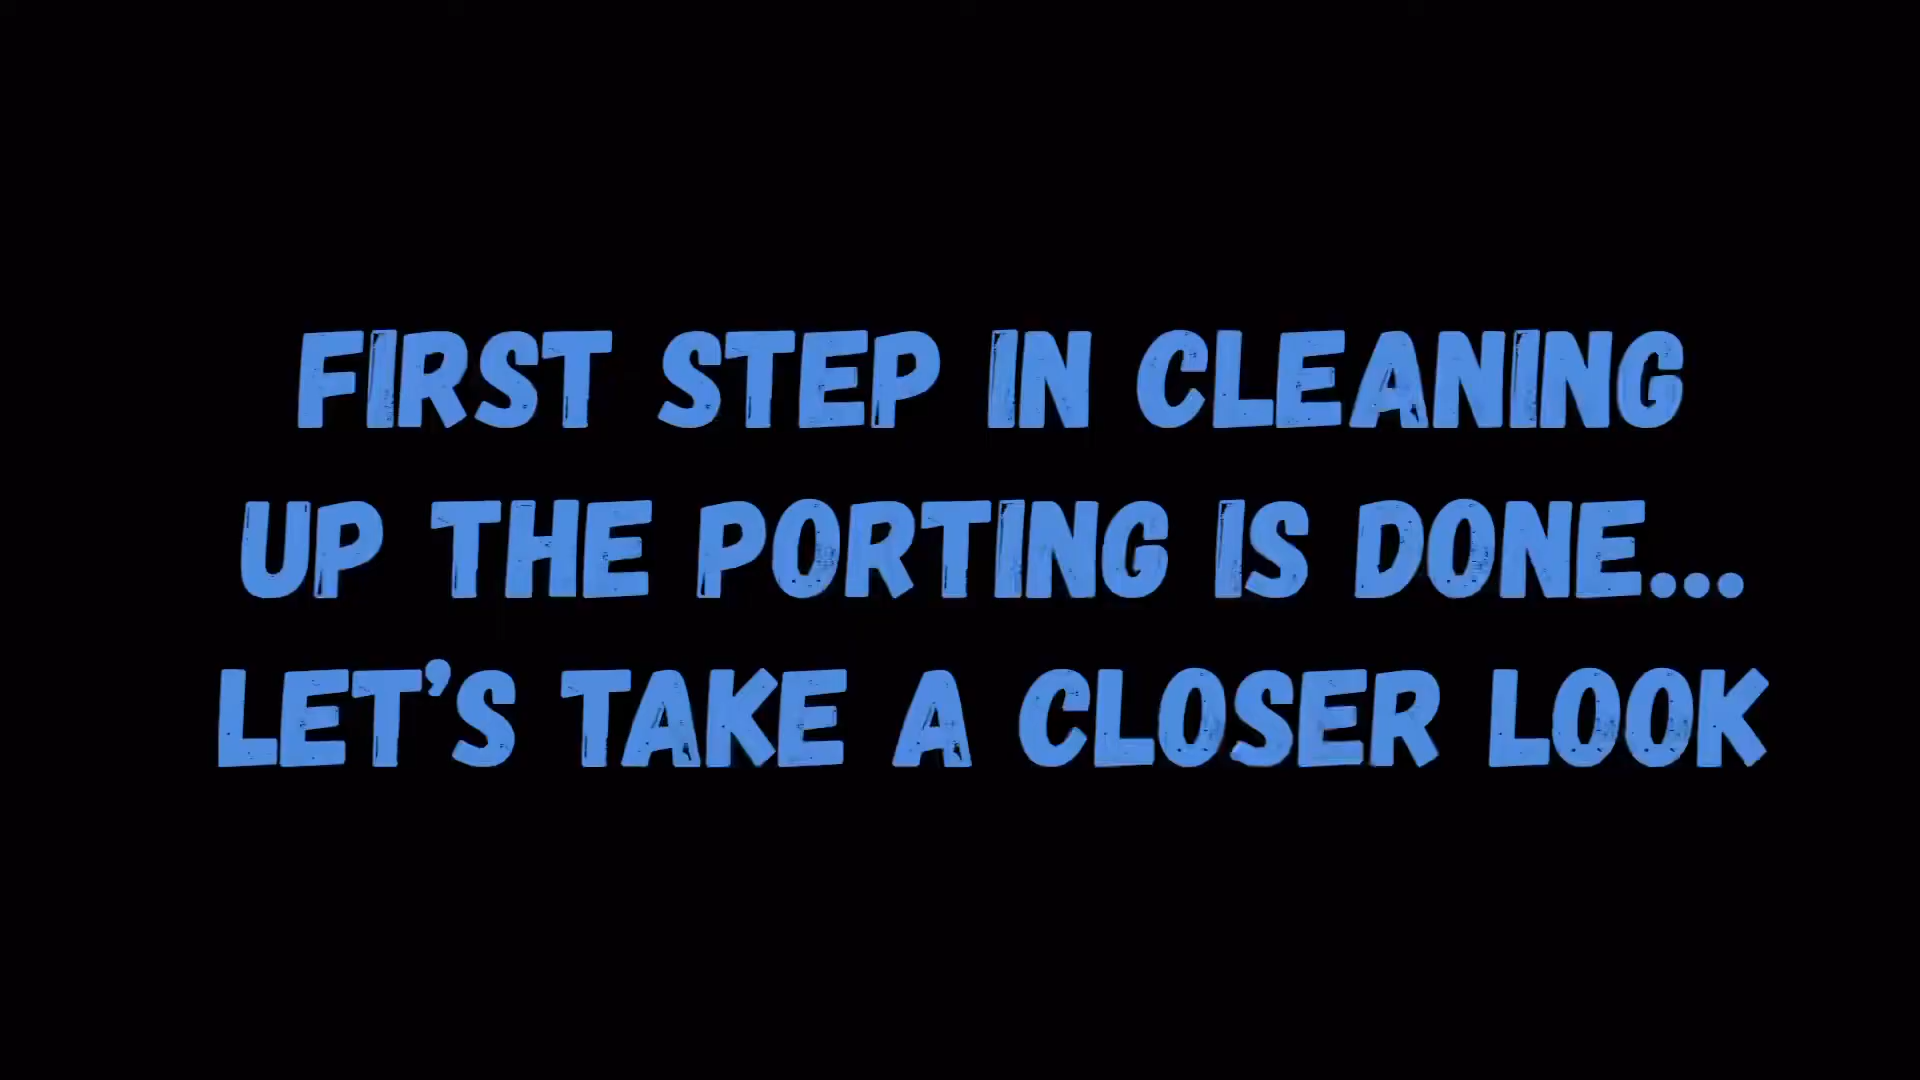 FIRST STEP IN CLEANING
UP THE PORTING IS DONE...
LET’S TAKE A CLOSER LOOK